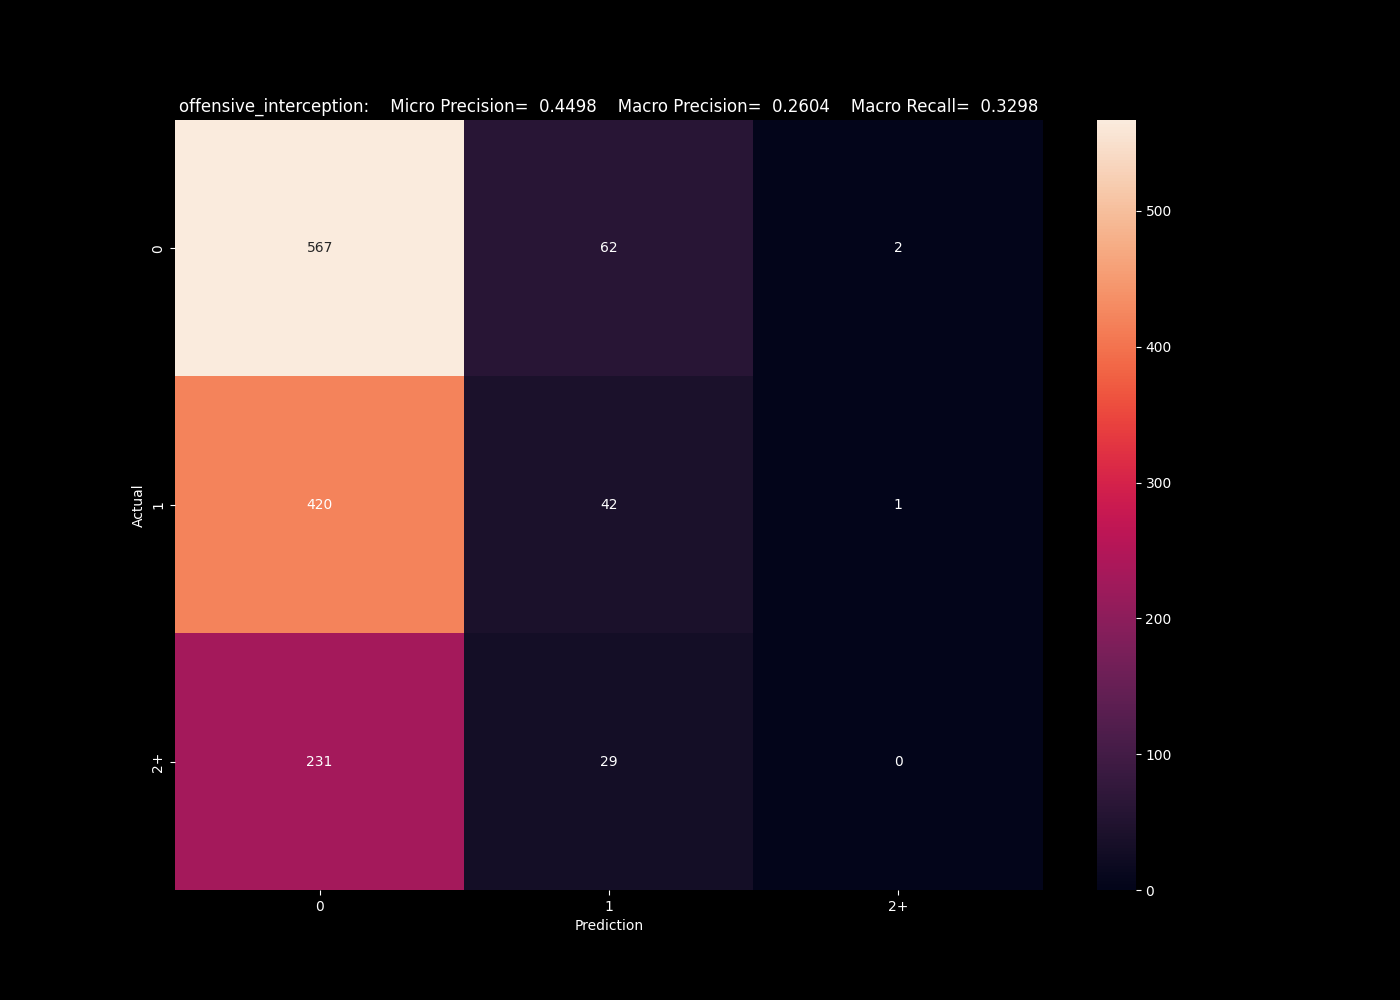 offensive_interception: Micro Precision= 0.4498 Macro Precision= 0.2604 Macro Recall= 0.3298
0 567 62 2
1 420 42 1
2+ 231 29 0
Actual
0 1 2+
Prediction
500
400
300
200
100
0